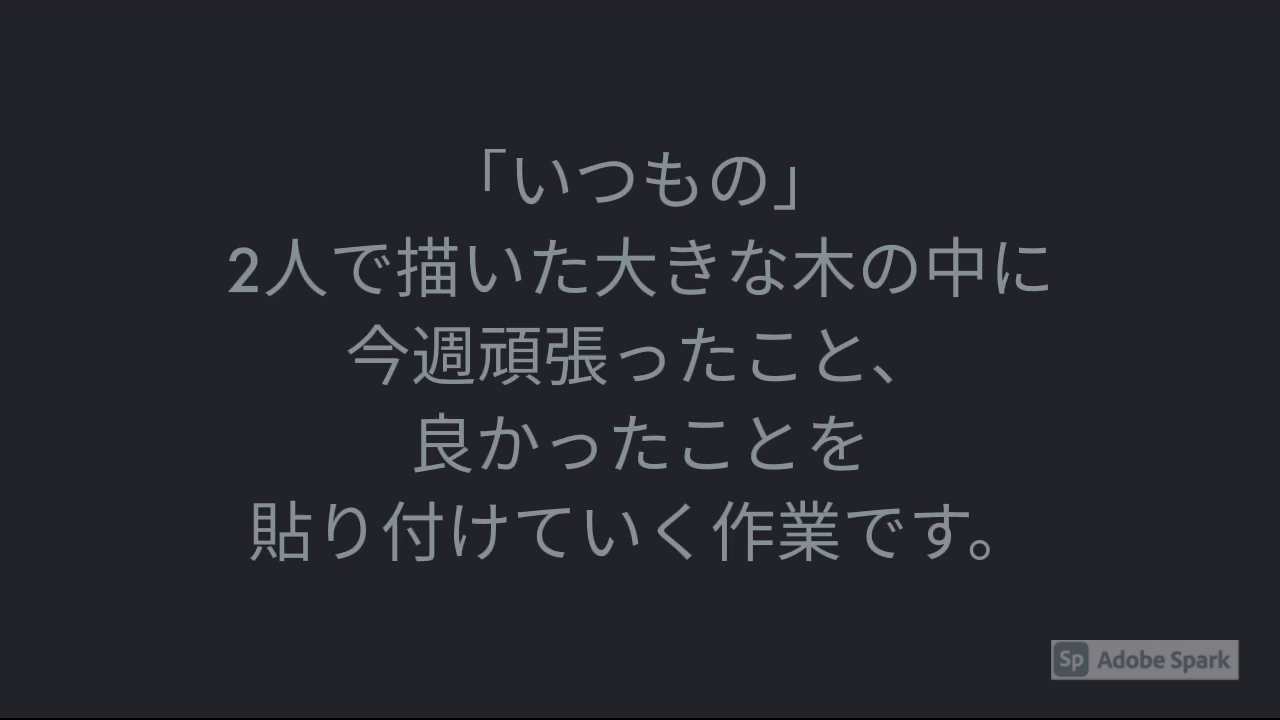 「いつもの」
2人で描いた大きな木の中に
今週頑張ったこと、
良かったことを
貼り付けていく作業です。
Sp Adobe Spark